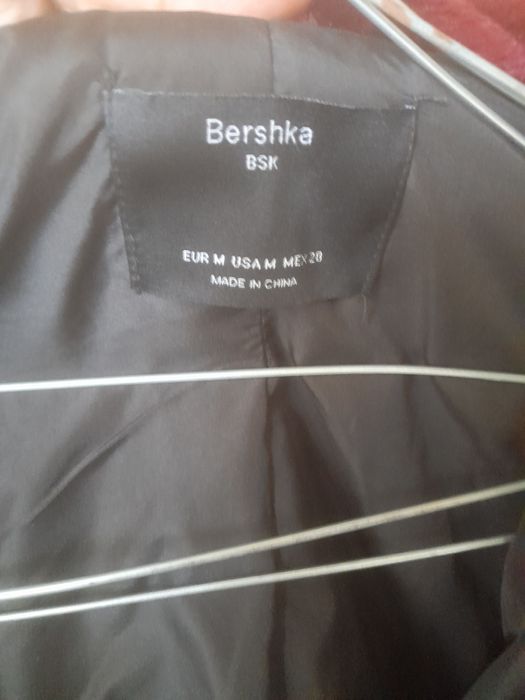 Bershka
BSK
EUR M USA M MEX 28
MADE IN CHINA